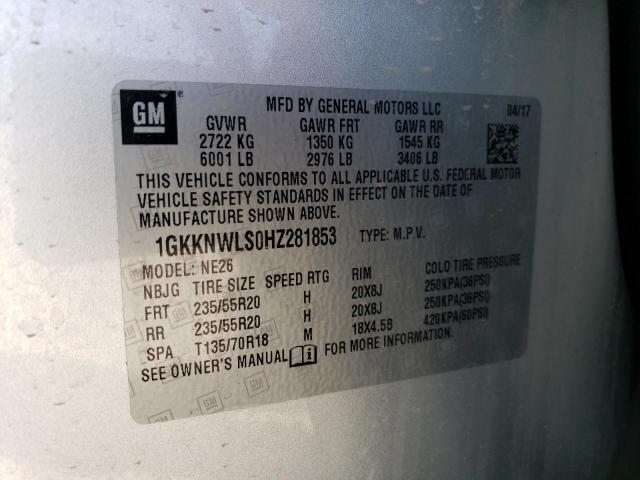 GM
MFD BY GENERAL MOTORS LLC 04/17
GVWR GAWR FRT GAWR RR
2722 KG 1350 KG 1545 KG
6001 LB 2976 LB 3406 LB
THIS VEHICLE CONFORMS TO ALL APPLICABLE U.S. FEDERAL MOTOR
VEHICLE SAFETY STANDARDS IN EFFECT ON THE DATE OF
MANUFACTURE SHOWN ABOVE.
1GKKNWLS0HZ281853 TYPE: M.P.V.
MODEL: NE26
NBJG TIRE SIZE SPEED RTG RIM COLD TIRE PRESSURE
FRT 235/55R20 H 20X8J 250KPA(36PSI)
RR 235/55R20 H 20X8J 250KPA(36PSI)
SPA T135/70R18 M 18X4.5B 420KPA(60PSI)
SEE OWNER'S MANUAL FOR MORE INFORMATION.